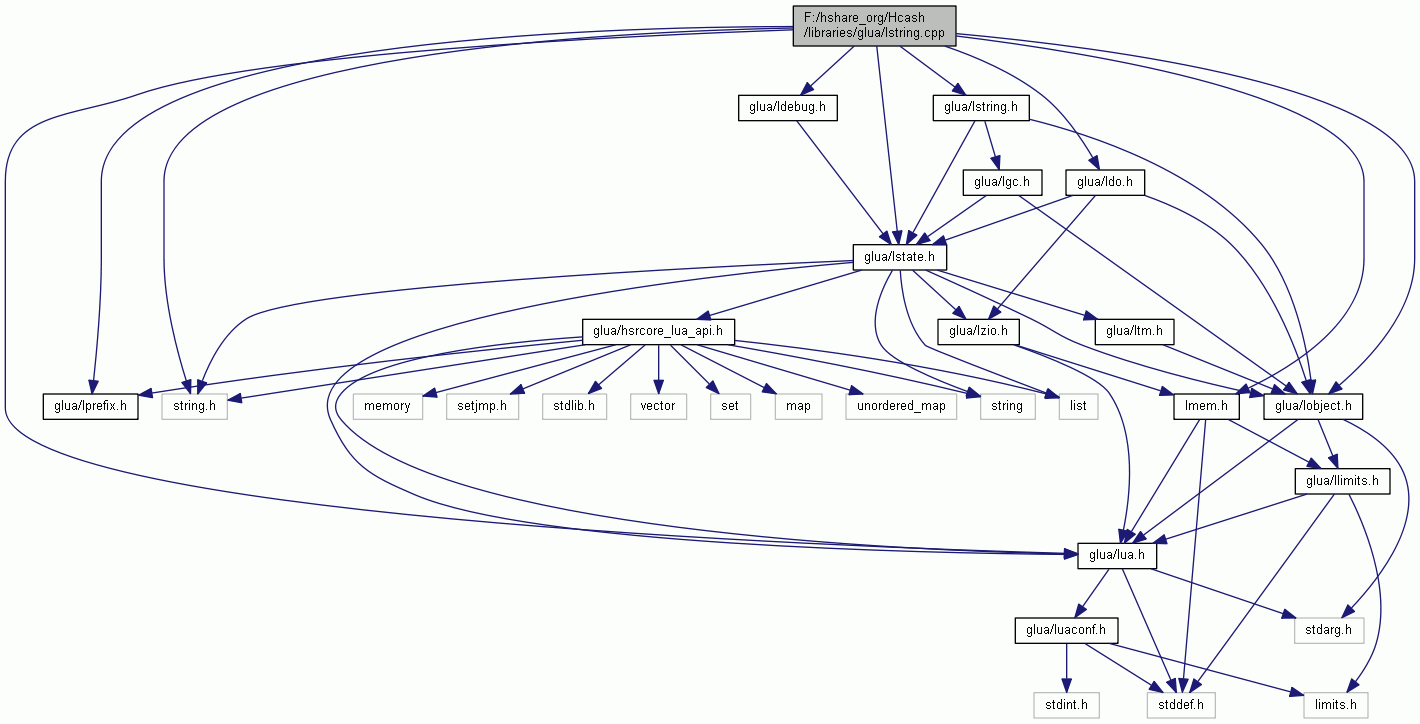 F:/hshare_org/Hcash
/libraries/glua/lstring.cpp
glua/ldebug.h
glua/lstring.h
glua/lgc.h
glua/ldo.h
glua/lstate.h
glua/hsrcore_lua_api.h
glua/lzio.h
glua/ltm.h
glua/lprefix.h
string.h
memory
setjmp.h
stdlib.h
vector
set
map
unordered_map
string
list
lmem.h
glua/lobject.h
glua/llimits.h
glua/lua.h
glua/luaconf.h
stdarg.h
stdint.h
stddef.h
limits.h